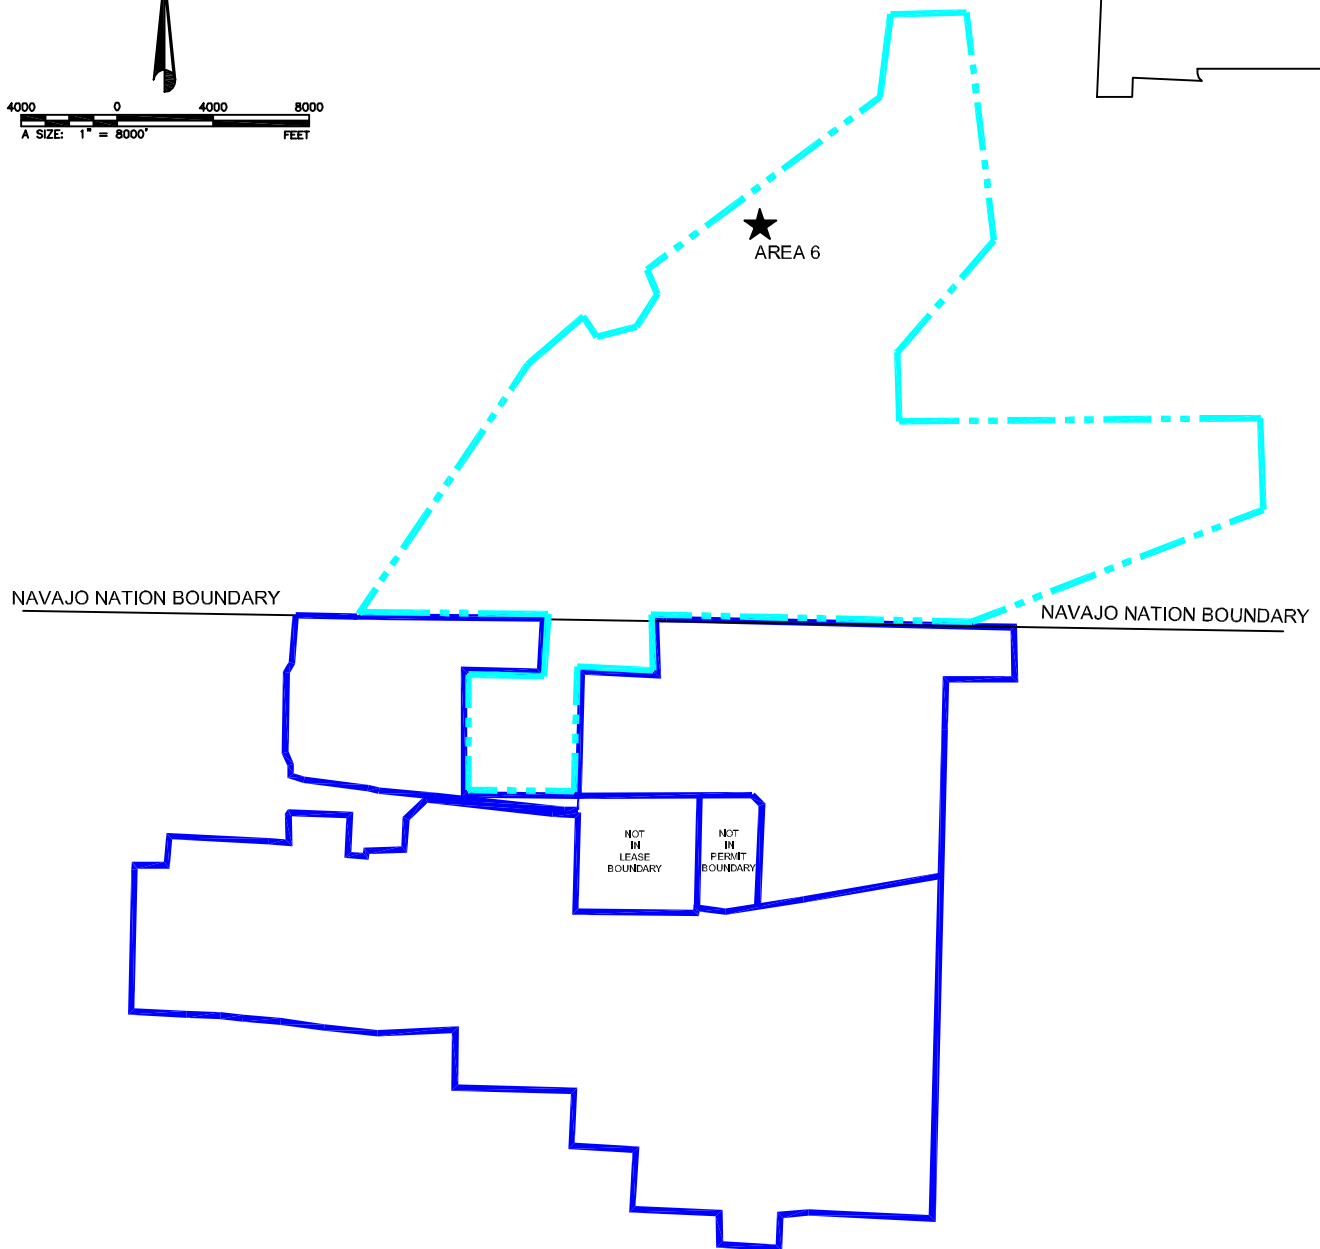 4000 0 4000 8000
A SIZE: 1" = 8000' FEET
AREA 6
NAVAJO NATION BOUNDARY
NAVAJO NATION BOUNDARY
NOT
IN
LEASE
BOUNDARY
NOT
IN
PERMIT
BOUNDARY